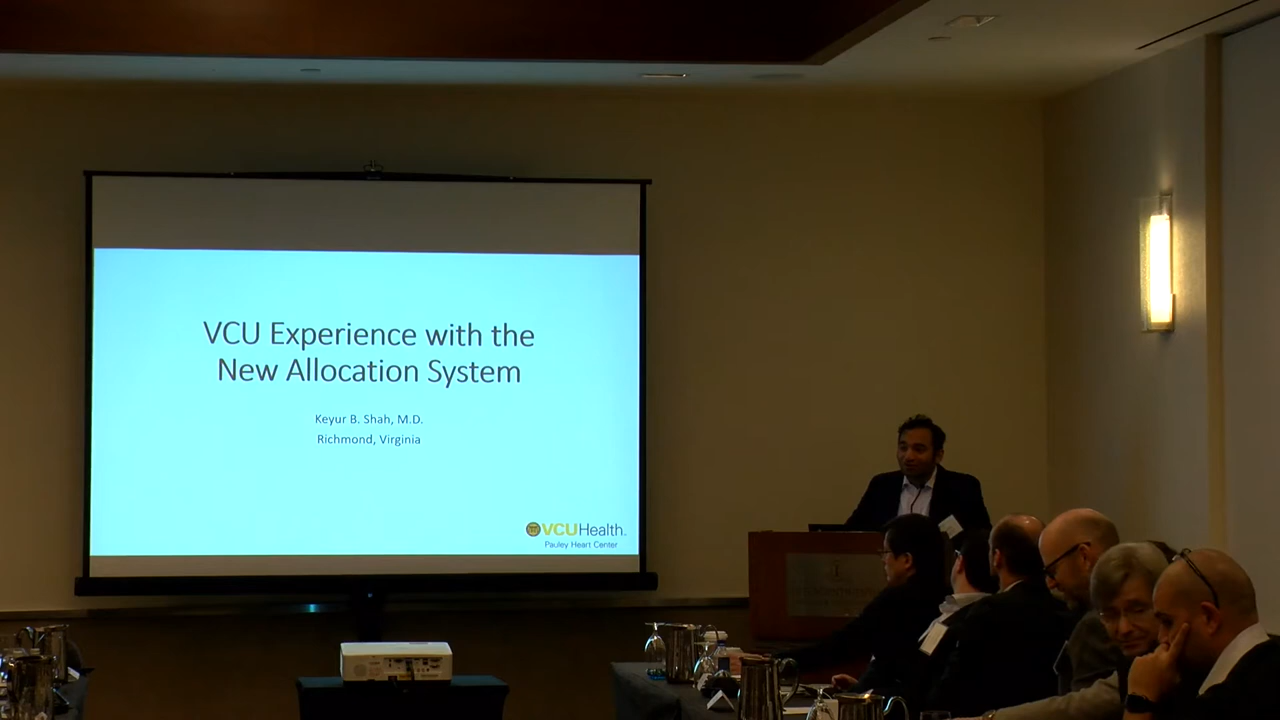 VCU Experience with the
New Allocation System
Keyur B. Shah, M.D.
Richmond, Virginia
VCUHealth
Pauley Heart Center